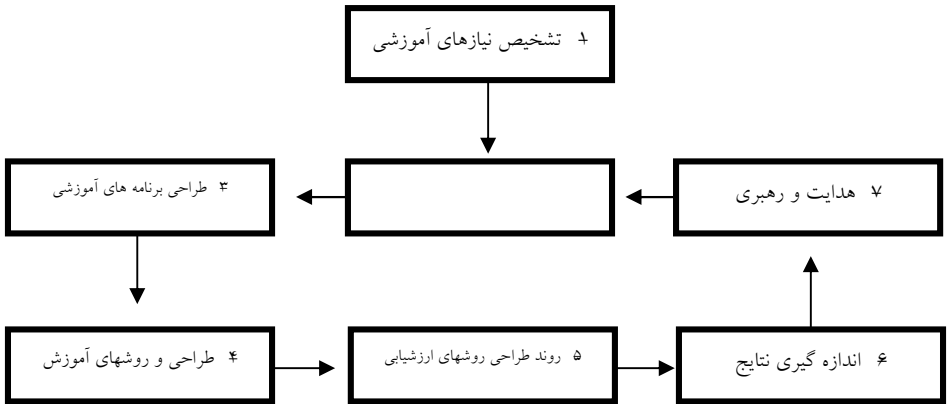 ۱ تشخیص نیازهای آموزشی
۳ طراحی برنامه های آموزشی
۷ هدایت و رهبری
۴ طراحی و روشهای آموزش
۵ روند طراحی روشهای ارزشیابی
۶ اندازه گیری نتایج